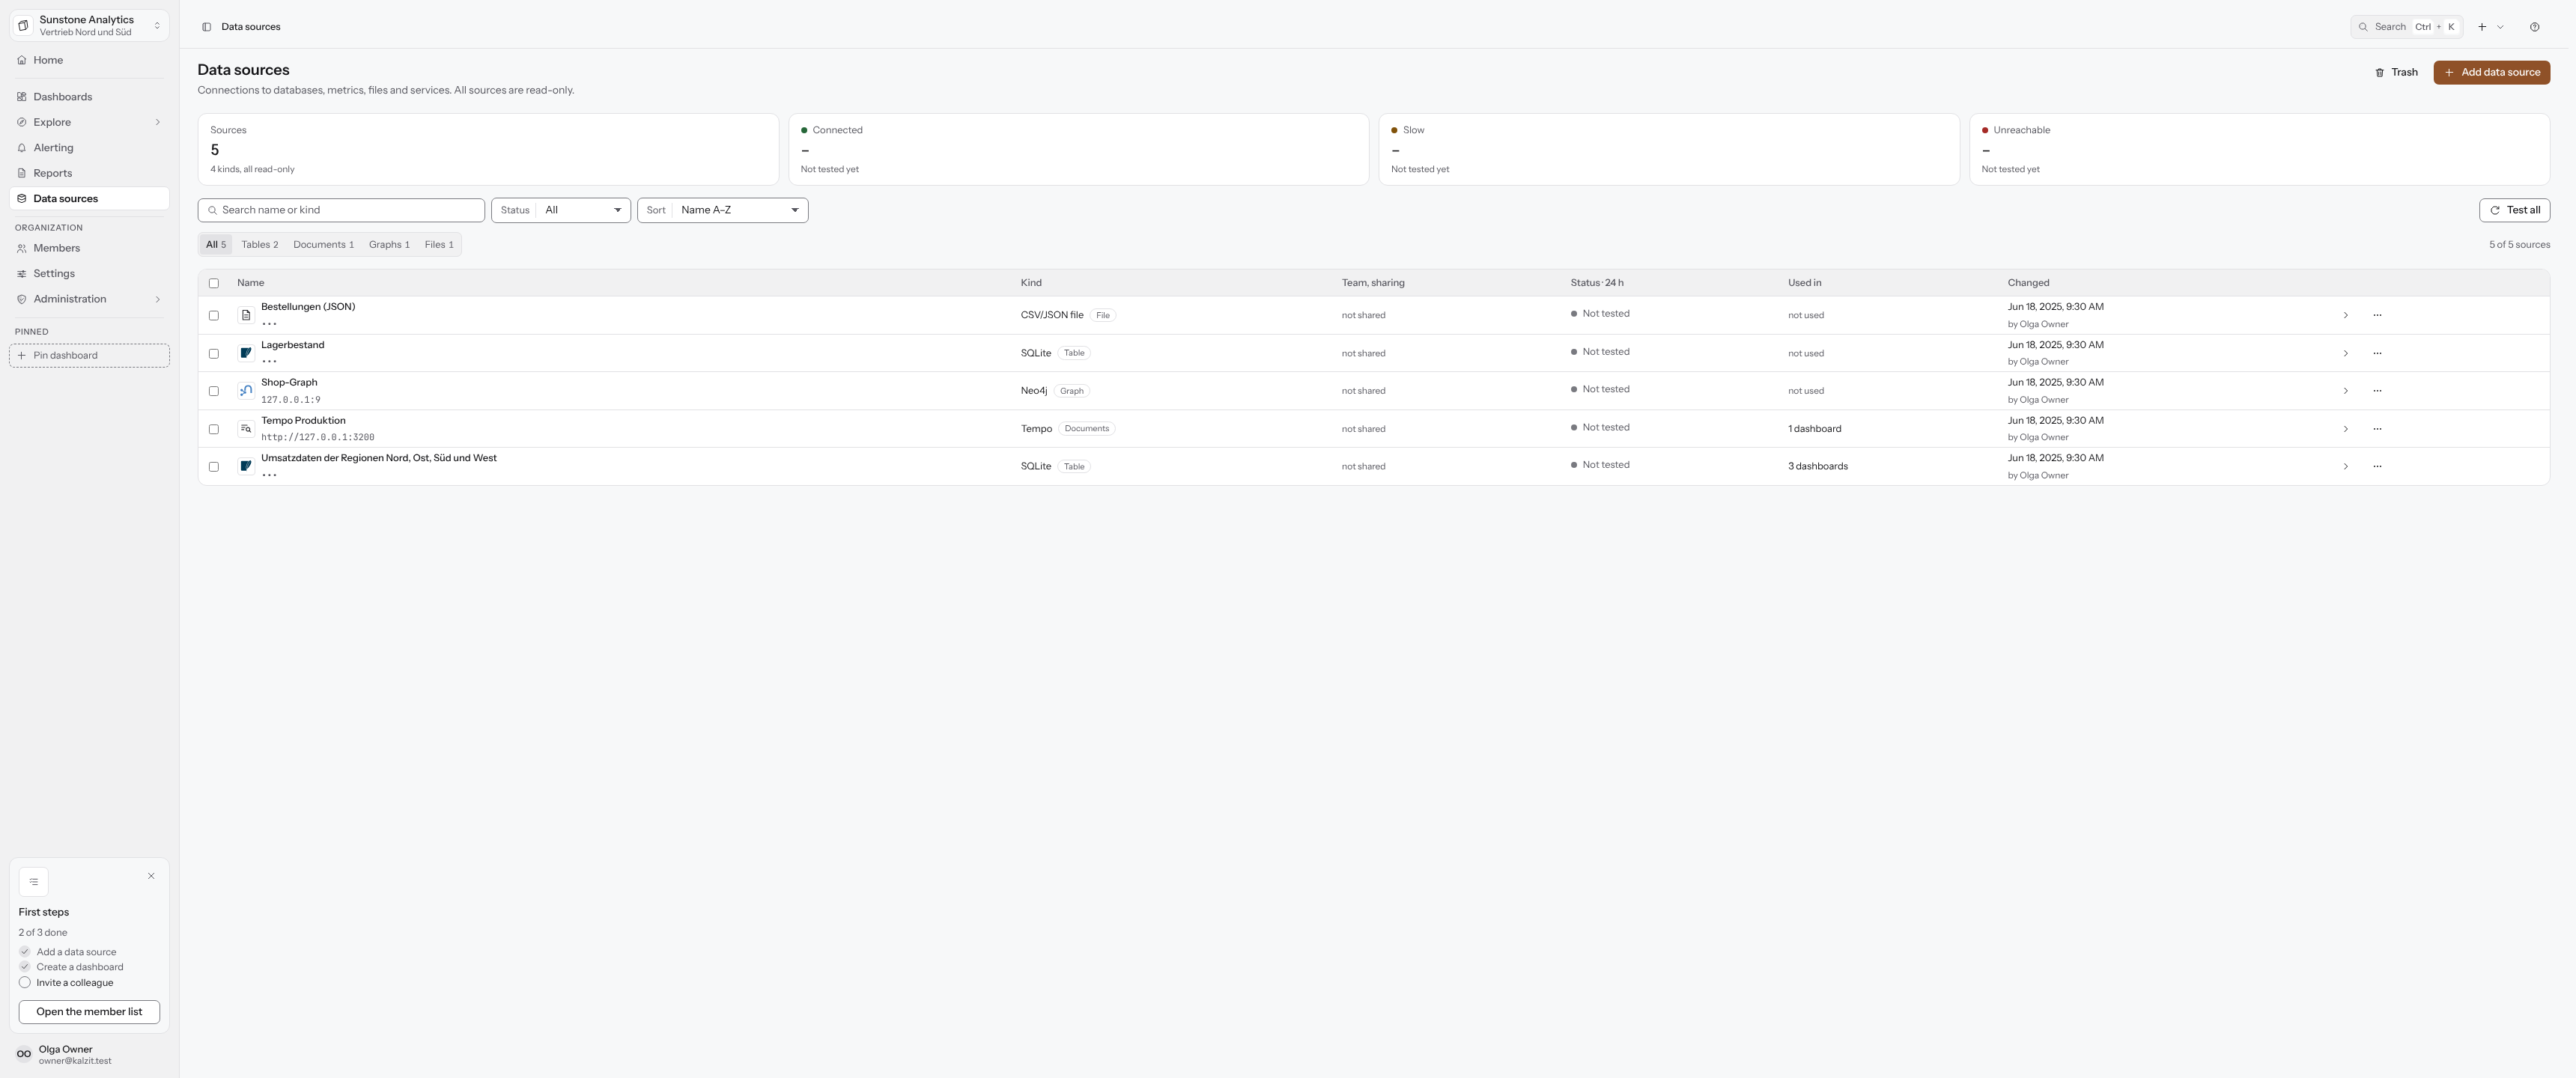 Sunstone Analytics
Vertrieb Nord und Süd
Home
Dashboards
Explore
Alerting
Reports
Data sources
ORGANIZATION
Members
Settings
Administration
PINNED
Pin dashboard
First steps
2 of 3 done
Add a data source
Create a dashboard
Invite a colleague
Open the member list
OO
Olga Owner
owner@kalzit.test
Data sources
Search Ctrl + K
Data sources
Connections to databases, metrics, files and services. All sources are read-only.
Trash
Add data source
Sources
5
4 kinds, all read-only
Connected
–
Not tested yet
Slow
–
Not tested yet
Unreachable
–
Not tested yet
Search name or kind
Status All
Sort Name A–Z
Test all
All 5 Tables 2 Documents 1 Graphs 1 Files 1
5 of 5 sources
Name Kind Team, sharing Status · 24 h Used in Changed
Bestellungen (JSON)
...
CSV/JSON file File not shared Not tested not used
Jun 18, 2025, 9:30 AM
by Olga Owner
Lagerbestand
...
SQLite Table not shared Not tested not used
Jun 18, 2025, 9:30 AM
by Olga Owner
Shop-Graph
127.0.0.1:9
Neo4j Graph not shared Not tested not used
Jun 18, 2025, 9:30 AM
by Olga Owner
Tempo Produktion
http://127.0.0.1:3200
Tempo Documents not shared Not tested 1 dashboard
Jun 18, 2025, 9:30 AM
by Olga Owner
Umsatzdaten der Regionen Nord, Ost, Süd und West
...
SQLite Table not shared Not tested 3 dashboards
Jun 18, 2025, 9:30 AM
by Olga Owner